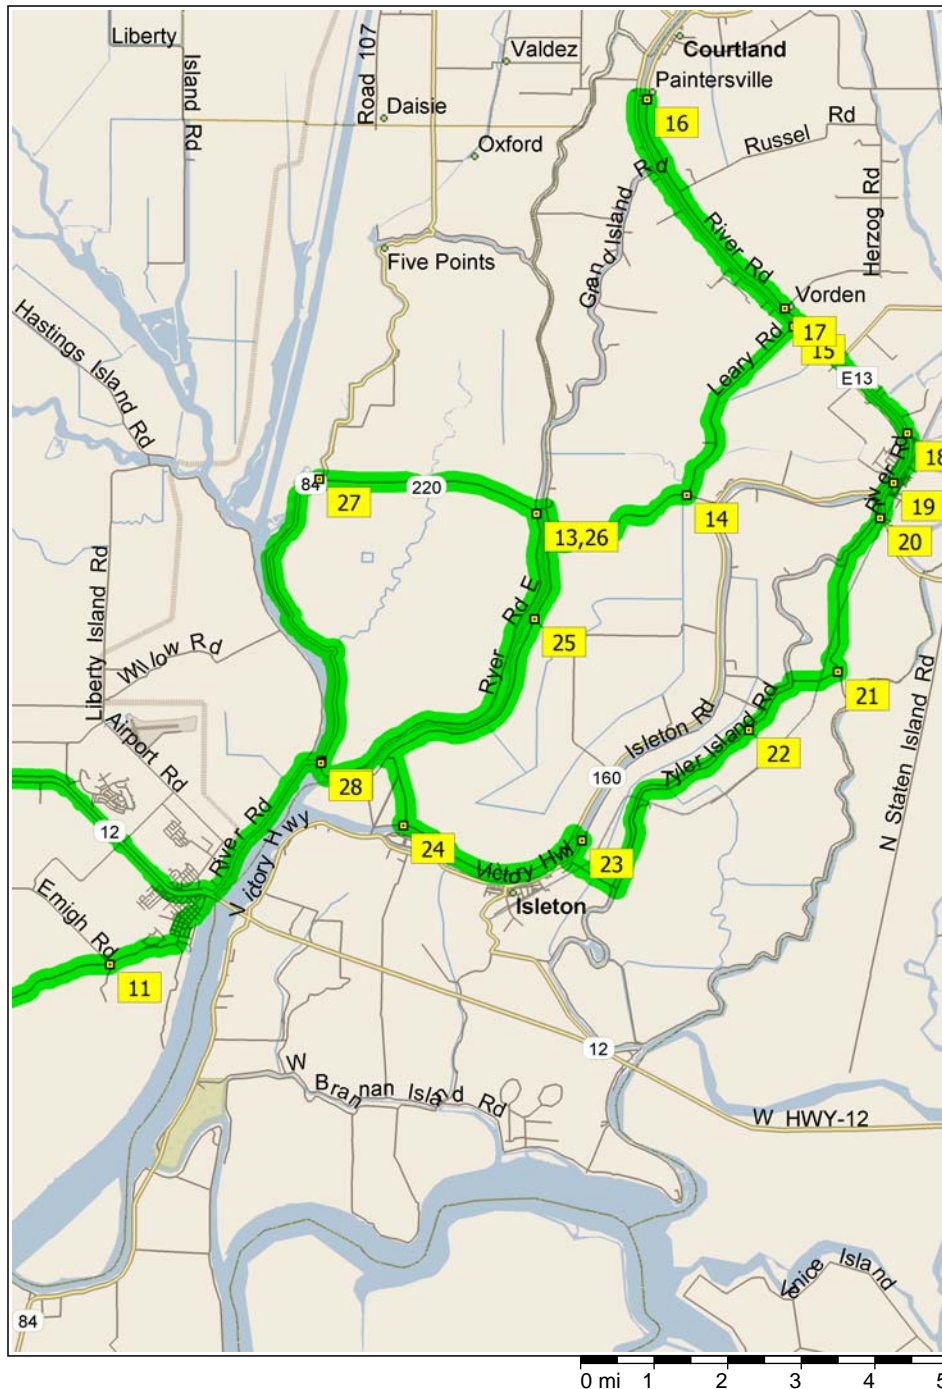 Liberty
Island Rd
Road 107
Valdez
Courtland
Paintersville
Daisie
16
Russel Rd
Oxford
Grand Island Rd
River Rd
Herzog Rd
Five Points
Vorden
Hastings Island Rd
17
15
Leary Rd
E13
18
River Rd
84
220
27
19
14
13,26
20
Liberty Island Rd
Ryer Rd E
25
Willow Rd
N Staten Island Rd
21
Airport Rd
Isleton Rd
Tyler Island Rd
22
160
28
12
River Rd
Victory Hwy
24
Victory Hwy
23
Isleton
Emigh Rd
11
12
W Brannan Island Rd
W HWY-12
Venice Island
84
0 mi 1 2 3 4 5